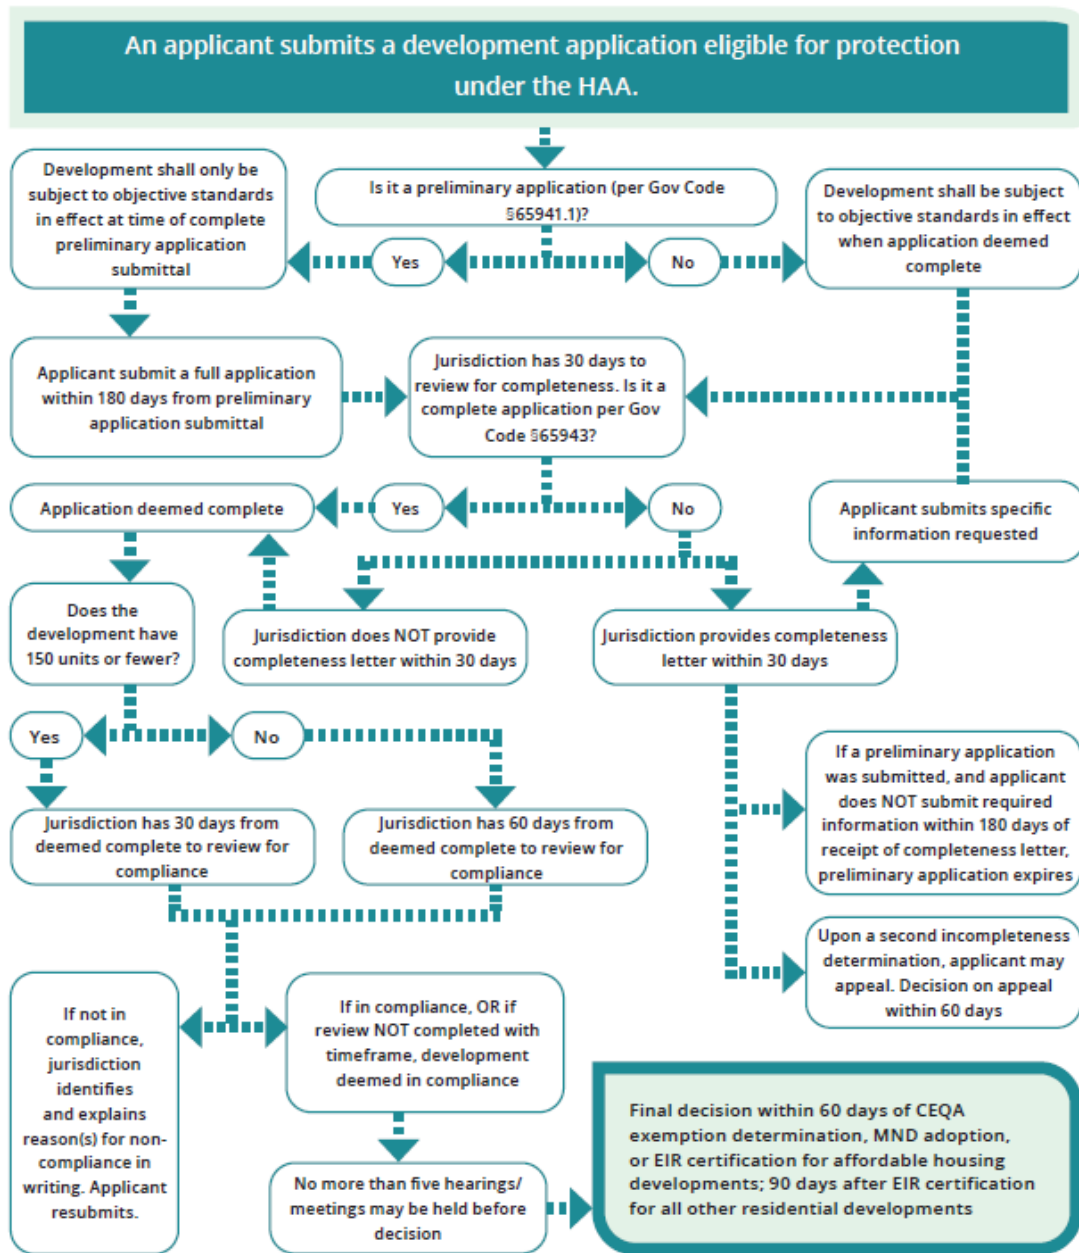 An applicant submits a development application eligible for protection
under the HAA.
Development shall only be
subject to objective standards
in effect at time of complete
preliminary application
submittal
Is it a preliminary application (per Gov Code
§65941.1)?
Development shall be subject
to objective standards in effect
when application deemed
complete
Yes
No
Applicant submit a full application
within 180 days from preliminary
application submittal
Jurisdiction has 30 days to
review for completeness. Is it a
complete application per Gov
Code §65943?
Application deemed complete
Yes
No
Applicant submits specific
information requested
Does the
development have
150 units or fewer?
Jurisdiction does NOT provide
completeness letter within 30 days
Jurisdiction provides completeness
letter within 30 days
Yes
No
If a preliminary application
was submitted, and applicant
does NOT submit required
information within 180 days of
receipt of completeness letter,
preliminary application expires
Jurisdiction has 30 days from
deemed complete to review for
compliance
Jurisdiction has 60 days from
deemed complete to review for
compliance
Upon a second incompleteness
determination, applicant may
appeal. Decision on appeal
within 60 days
If not in
compliance,
jurisdiction
identifies
and explains
reason(s) for non-
compliance in
writing. Applicant
resubmits.
If in compliance, OR if
review NOT completed with
timeframe, development
deemed in compliance
No more than five hearings/
meetings may be held before
decision
Final decision within 60 days of CEQA
exemption determination, MND adoption,
or EIR certification for affordable housing
developments; 90 days after EIR certification
for all other residential developments